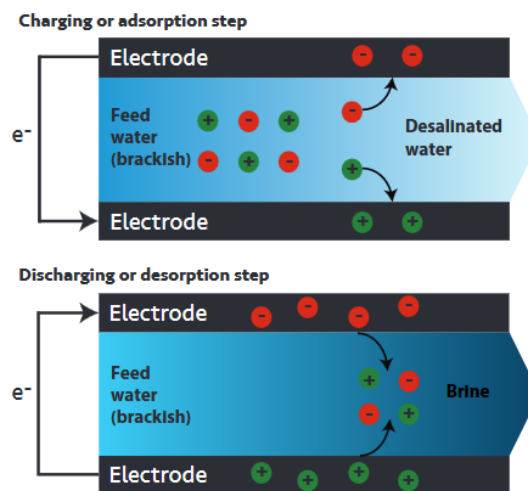 Charging or adsorption step
Electrode
e-
Feed
water
(brackish)
Desalinated
water
Electrode
Discharging or desorption step
Electrode
e-
Feed
water
(brackish)
Brine
Electrode